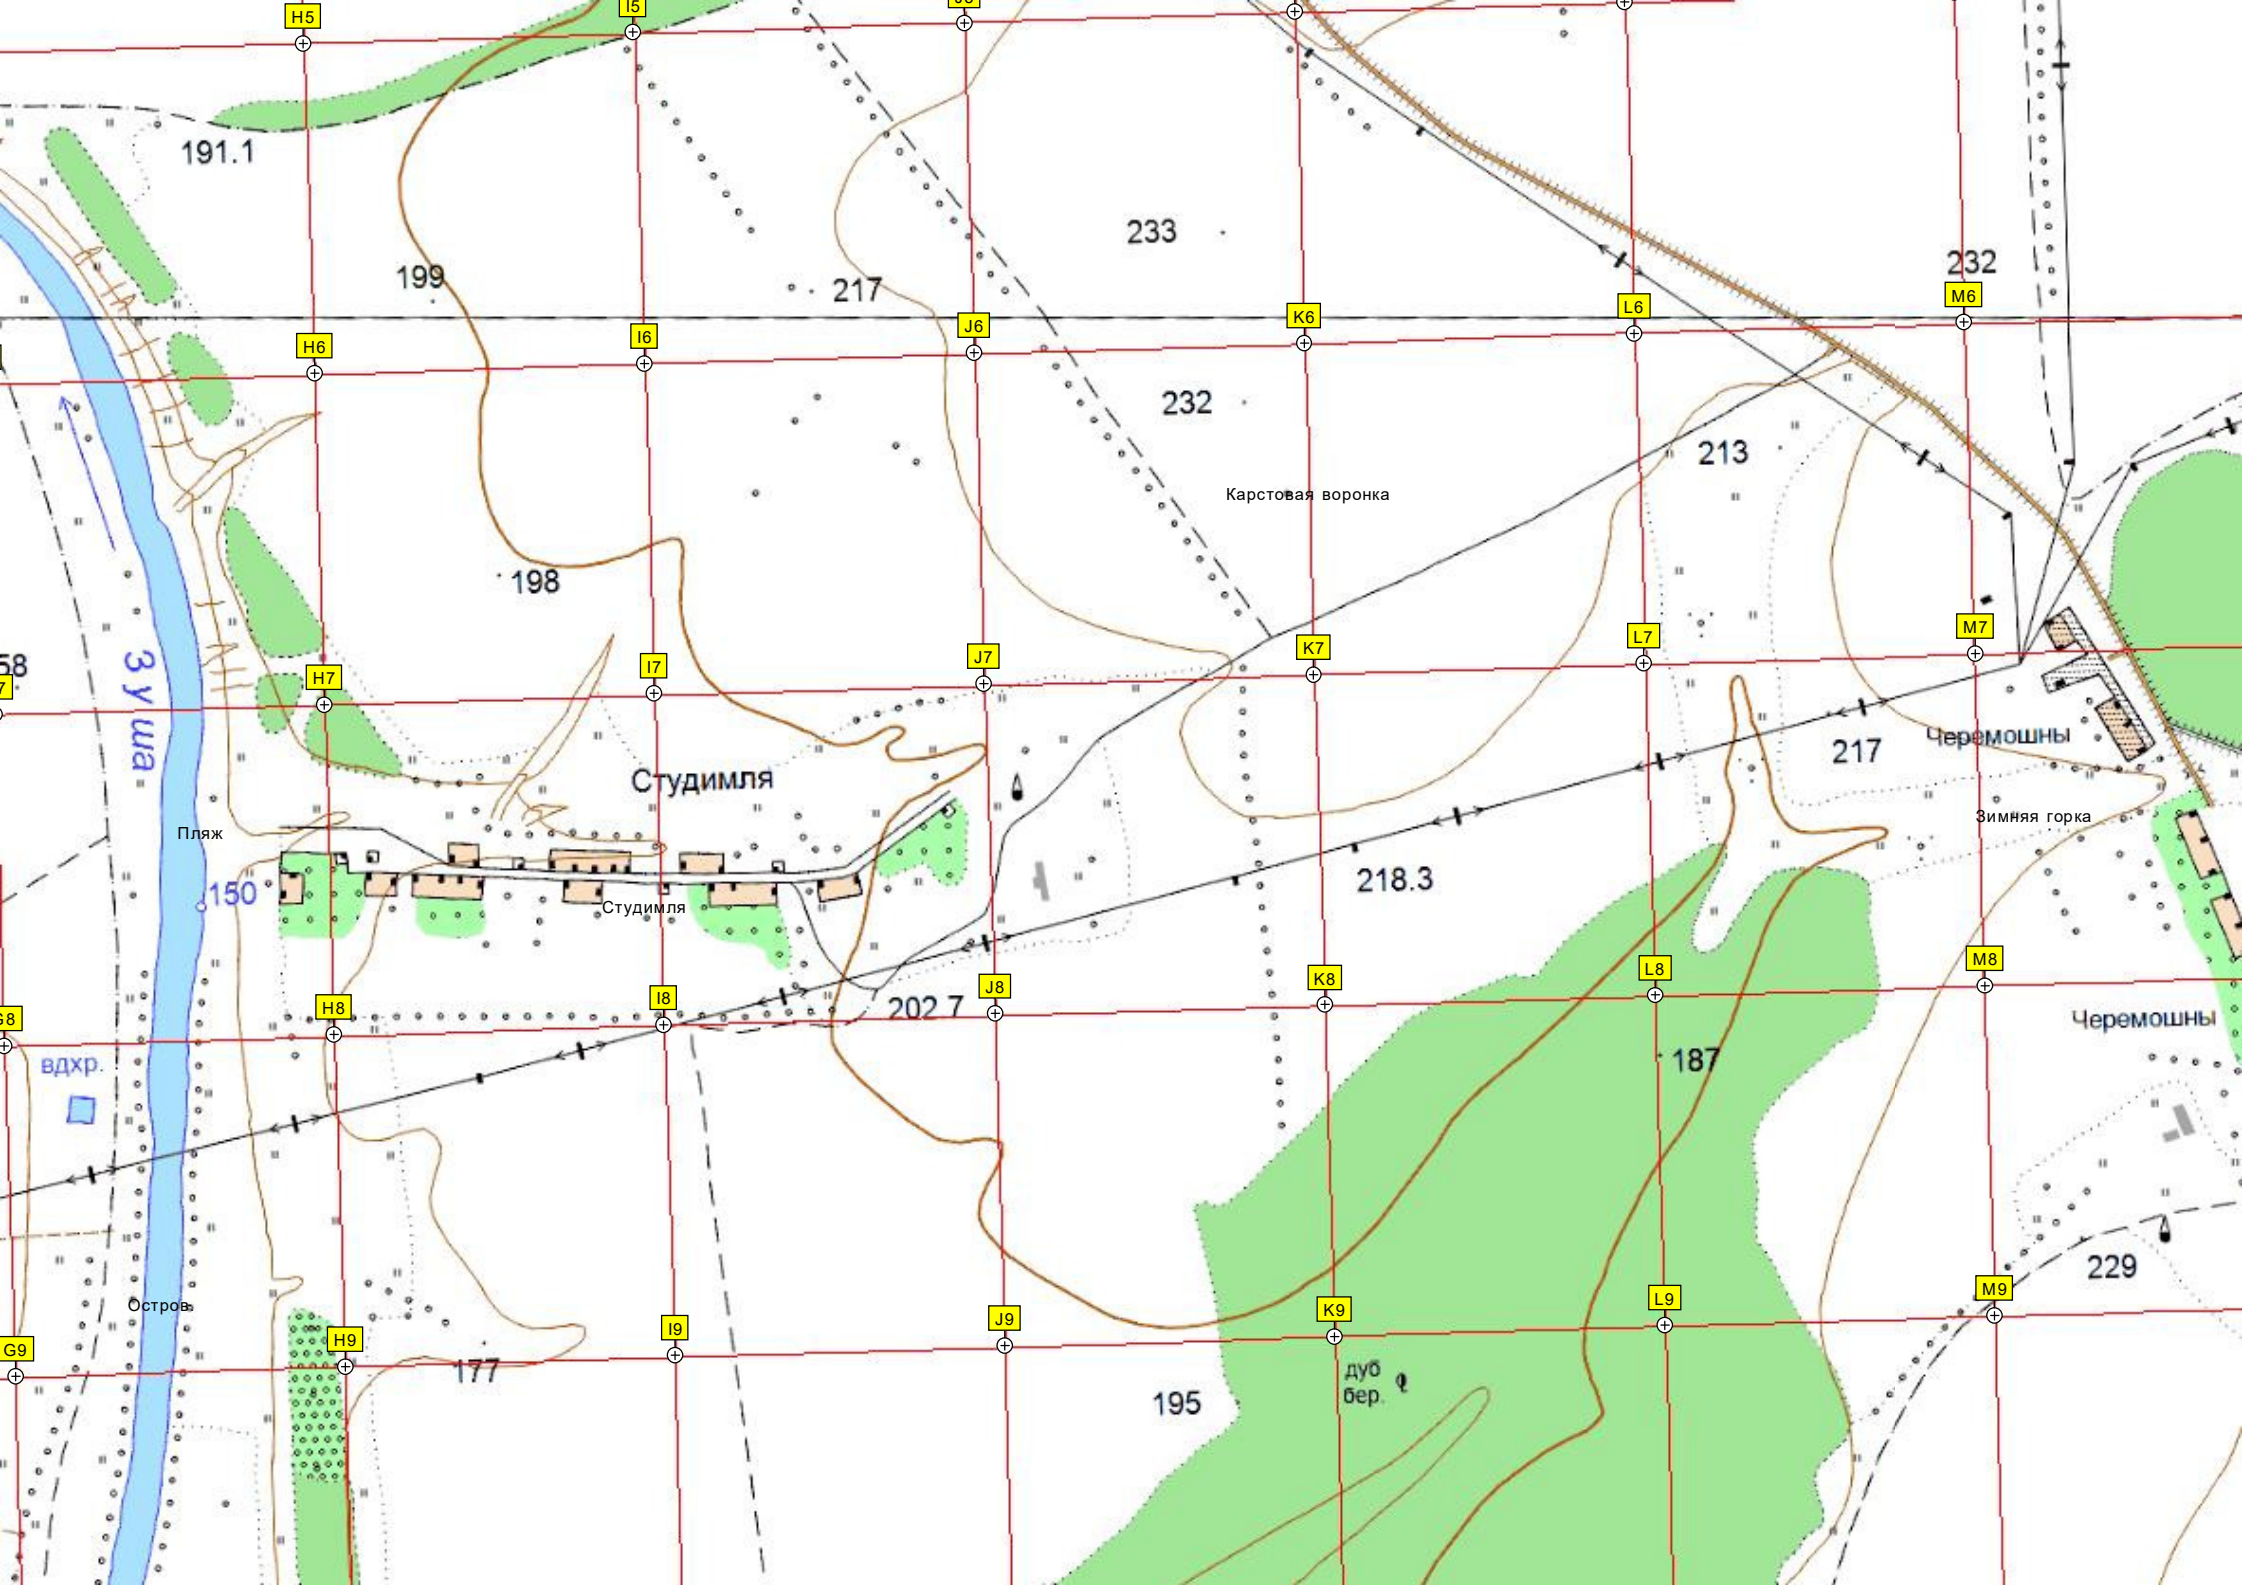 H5
I5
191.1
233
199
217
232
M6
L6
K6
J6
I6
H6
232
213
Карстовая воронка
198
58
Зуша
M7
L7
K7
J7
I7
H7
Черемошны
217
Студимля
Зимняя горка
Пляж
218.3
150
Студимля
M8
L8
K8
J8
I8
H8
G8
202.7
Черемошны
187
вдхр.
229
M9
L9
K9
J9
I9
H9
G9
Остров
177
195
дуб
бер.